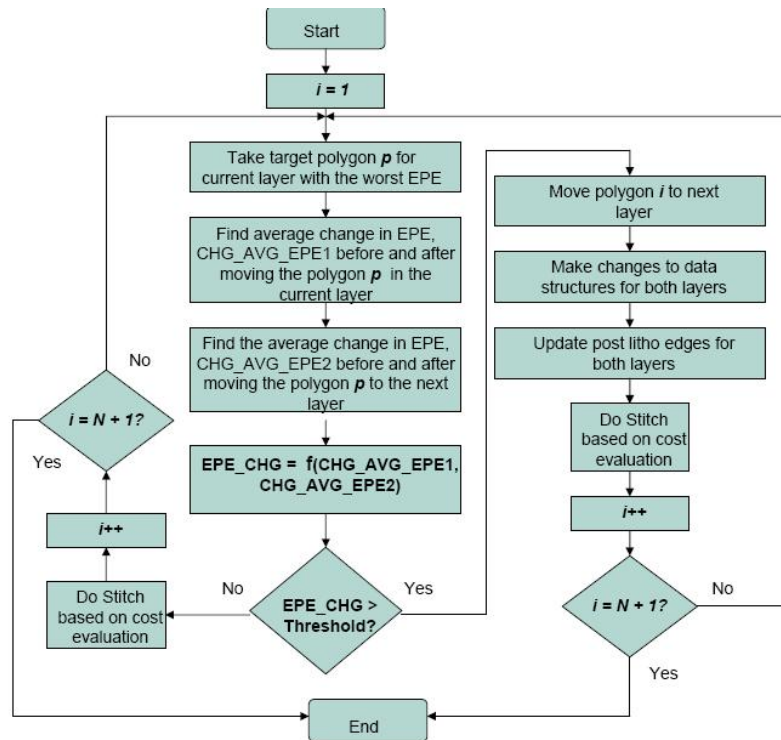 Start
i = 1
Take target polygon p for
current layer with the worst EPE
Find average change in EPE,
CHG_AVG_EPE1 before and after
moving the polygon p in the
current layer
Find the average change in EPE,
CHG_AVG_EPE2 before and after
moving the polygon p to the next
layer
EPE_CHG = f(CHG_AVG_EPE1,
CHG_AVG_EPE2)
EPE_CHG >
Threshold?
No
Yes
Do Stitch
based on cost
evaluation
i++
i = N + 1?
No
Yes
Move polygon i to next
layer
Make changes to data
structures for both layers
Update post litho edges for
both layers
Do Stitch
based on cost
evaluation
i++
i = N + 1?
No
Yes
End